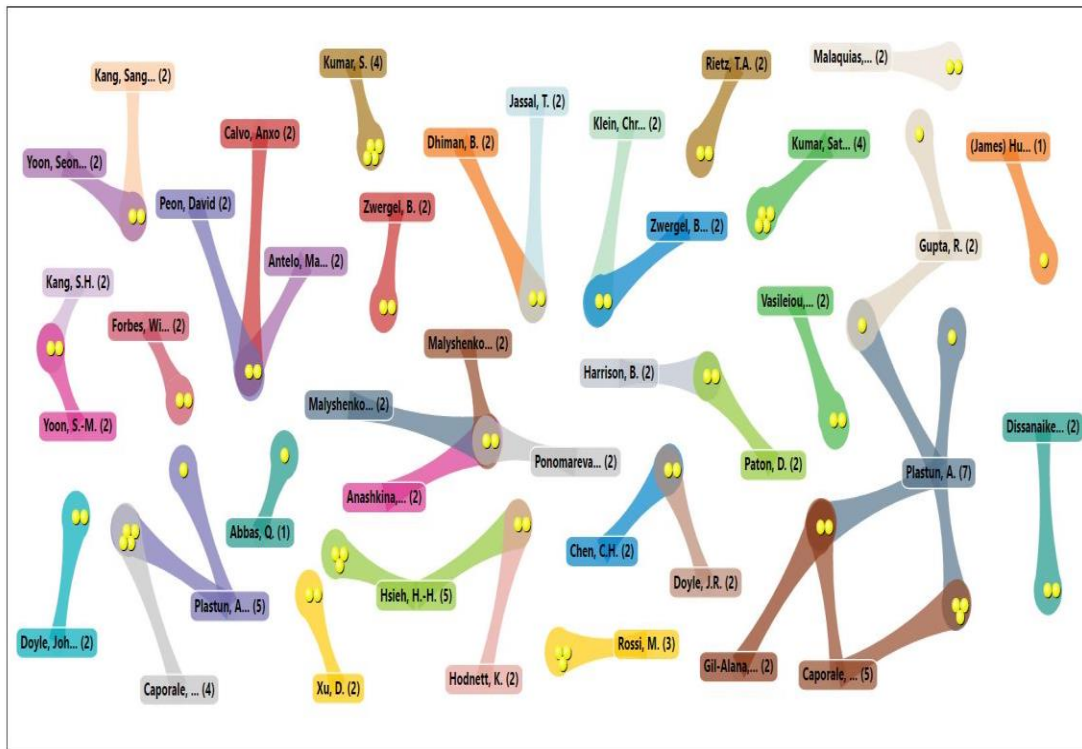 Kang, Sang... (2)
Kumar, S. (4)
Rietz, T.A. (2)
Malaquias,... (2)
Jassal, T. (2)
Calvo, Anxo (2)
Dhiman, B. (2)
Klein, Chr... (2)
Kumar, Sat... (4)
(James) Hu... (1)
Yoon, Seon... (2)
Peon, David (2)
Zwergel, B. (2)
Zwergel, B... (2)
Gupta, R. (2)
Antelo, Ma... (2)
Kang, S.H. (2)
Vasileiou,... (2)
Forbes, Wi... (2)
Malyshenko... (2)
Harrison, B. (2)
Malyshenko... (2)
Yoon, S.-M. (2)
Dissanaike... (2)
Ponomareva... (2)
Paton, D. (2)
Plastun, A. (7)
Anashkina,... (2)
Abbas, Q. (1)
Chen, C.H. (2)
Doyle, J.R. (2)
Hsieh, H.-H. (5)
Plastun, A... (5)
Doyle, Joh... (2)
Rossi, M. (3)
Gil-Alana,... (2)
Caporale, ... (5)
Hodnett, K. (2)
Xu, D. (2)
Caporale, ... (4)